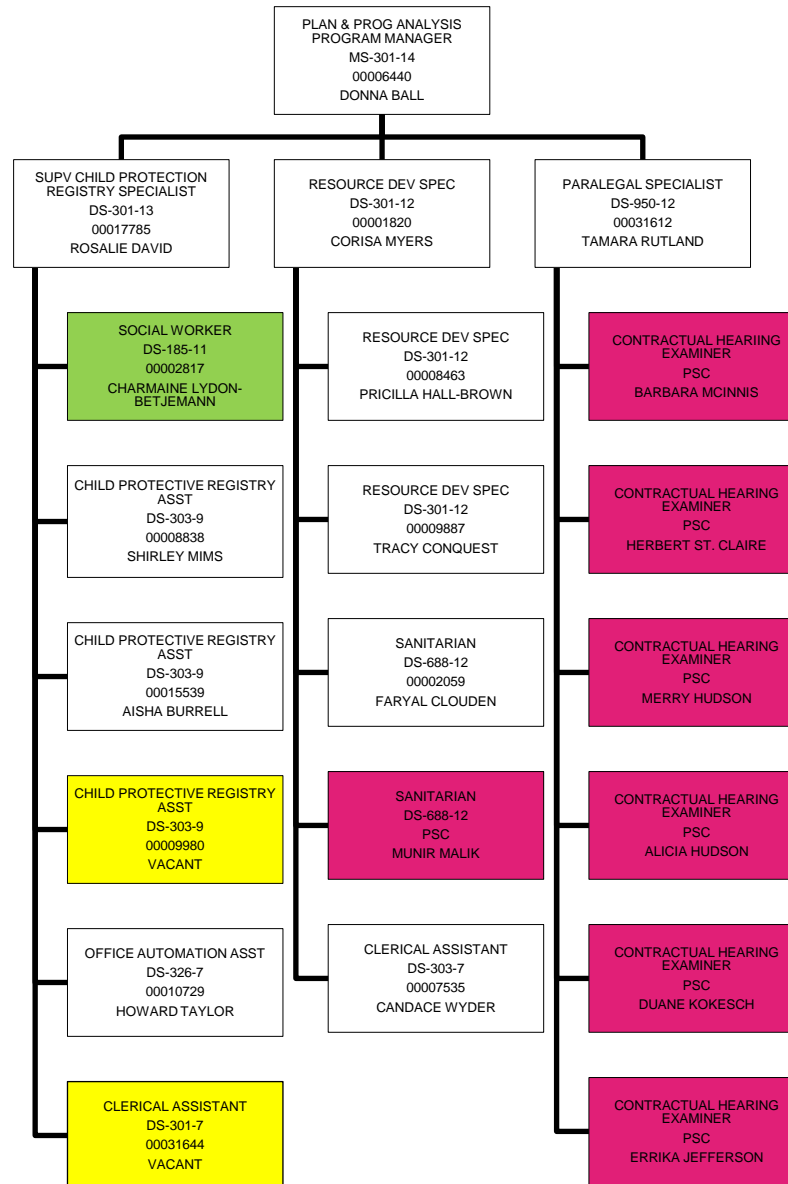 PLAN & PROG ANALYSIS
PROGRAM MANAGER
MS-301-14
00006440
DONNA BALL
SUPV CHILD PROTECTION
REGISTRY SPECIALIST
DS-301-13
00017785
ROSALIE DAVID
RESOURCE DEV SPEC
DS-301-12
00001820
CORISA MYERS
PARALEGAL SPECIALIST
DS-950-12
00031612
TAMARA RUTLAND
SOCIAL WORKER
DS-185-11
00002817
CHARMAINE LYDON-
BETJEMANN
RESOURCE DEV SPEC
DS-301-12
00008463
PRICILLA HALL-BROWN
CONTRACTUAL HEARIING
EXAMINER
PSC
BARBARA MCINNIS
CHILD PROTECTIVE REGISTRY
ASST
DS-303-9
00008838
SHIRLEY MIMS
RESOURCE DEV SPEC
DS-301-12
00009887
TRACY CONQUEST
CONTRACTUAL HEARING
EXAMINER
PSC
HERBERT ST. CLAIRE
CHILD PROTECTIVE REGISTRY
ASST
DS-303-9
00015539
AISHA BURRELL
SANITARIAN
DS-688-12
00002059
FARYAL CLOUDEN
CONTRACTUAL HEARING
EXAMINER
PSC
MERRY HUDSON
CHILD PROTECTIVE REGISTRY
ASST
DS-303-9
00009980
VACANT
SANITARIAN
DS-688-12
PSC
MUNIR MALIK
CONTRACTUAL HEARING
EXAMINER
PSC
ALICIA HUDSON
OFFICE AUTOMATION ASST
DS-326-7
00010729
HOWARD TAYLOR
CLERICAL ASSISTANT
DS-303-7
00007535
CANDACE WYDER
CONTRACTUAL HEARING
EXAMINER
PSC
DUANE KOKESCH
CLERICAL ASSISTANT
DS-301-7
00031644
VACANT
CONTRACTUAL HEARING
EXAMINER
PSC
ERRIKA JEFFERSON